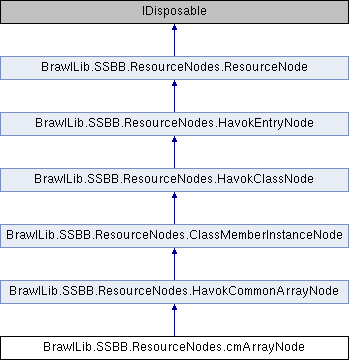 IDisposable
BrawlLib.SSBB.ResourceNodes.ResourceNode
BrawlLib.SSBB.ResourceNodes.HavokEntryNode
BrawlLib.SSBB.ResourceNodes.HavokClassNode
BrawlLib.SSBB.ResourceNodes.ClassMemberInstanceNode
BrawlLib.SSBB.ResourceNodes.HavokCommonArrayNode
BrawlLib.SSBB.ResourceNodes.cmArrayNode